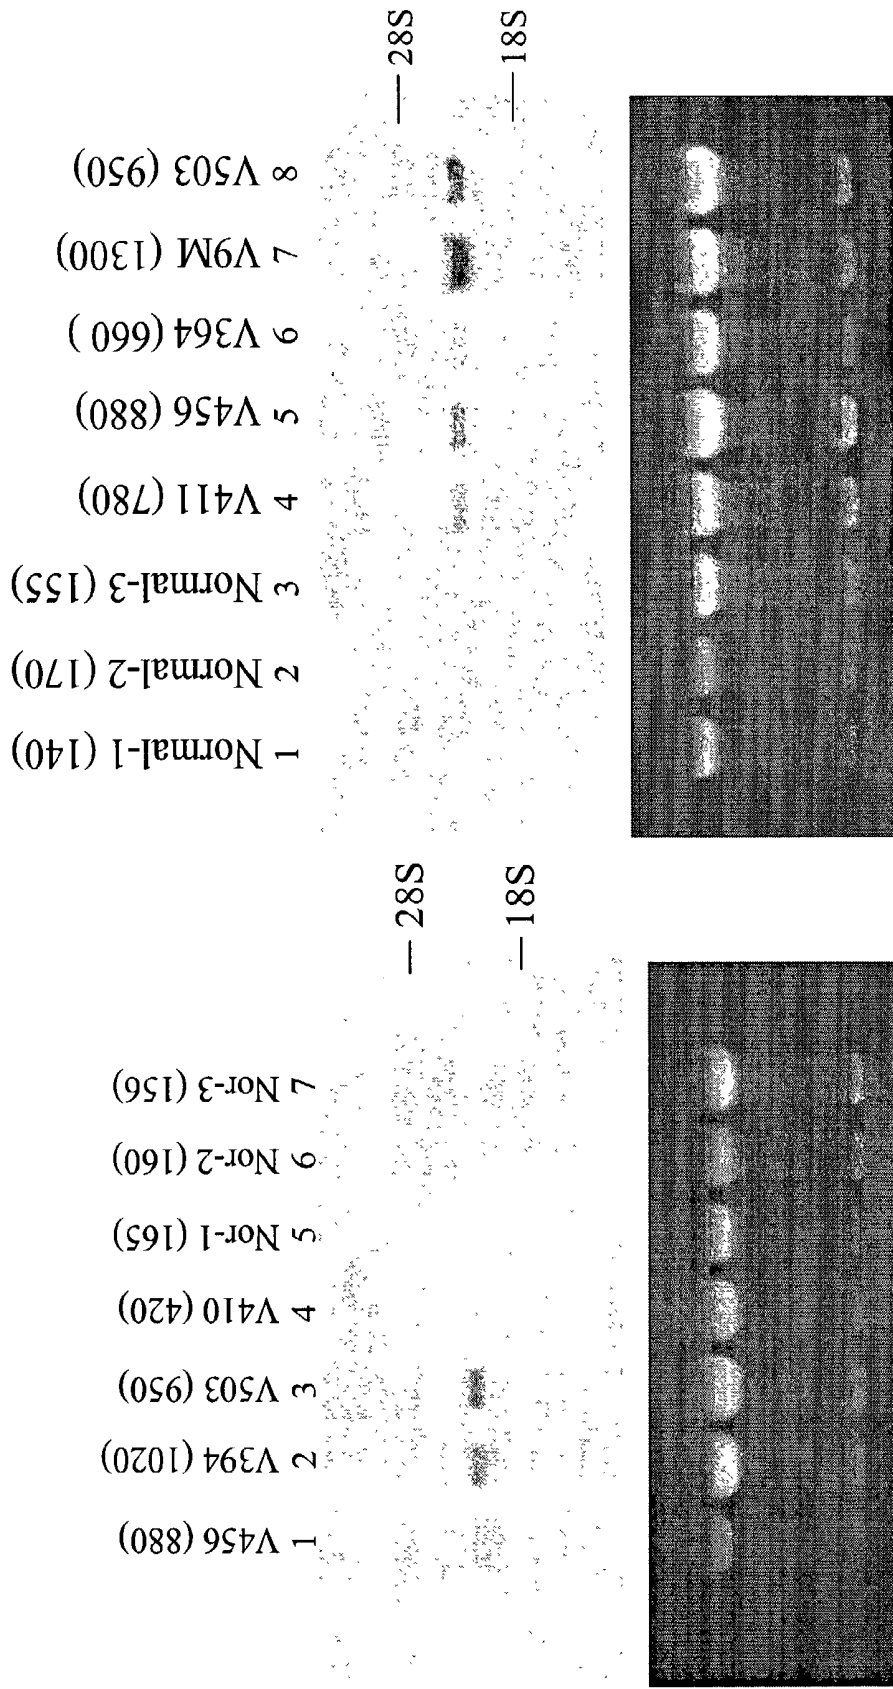 1 Normal-1 (140)
2 Normal-2 (170)
3 Normal-3 (155)
4 V411 (780)
5 V456 (880)
6 V364 (660 )
7 V9M (1300)
8 V503 (950)
— 28S
— 18S
1 V456 (880)
2 V394 (1020)
3 V503 (950)
4 V410 (420)
5 Nor-1 (165)
6 Nor-2 (160)
7 Nor-3 (156)
— 28S
— 18S